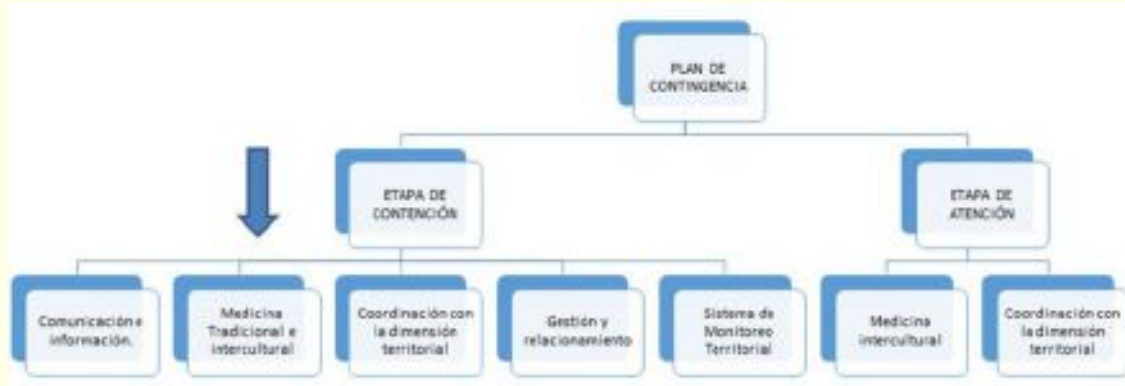 PLAN DE
CONTINGENCIA
ETAPA DE
CONTENCIÓN
ETAPA DE
ATENCIÓN
Comunicación e
información.
Medicina
Tradicional e
intercultural
Coordinación con
la dimensión
territorial
Gestión y
relacionamiento
Sistema de
Monitoreo
Territorial
Medicina
intercultural
Coordinación con
la dimensión
territorial